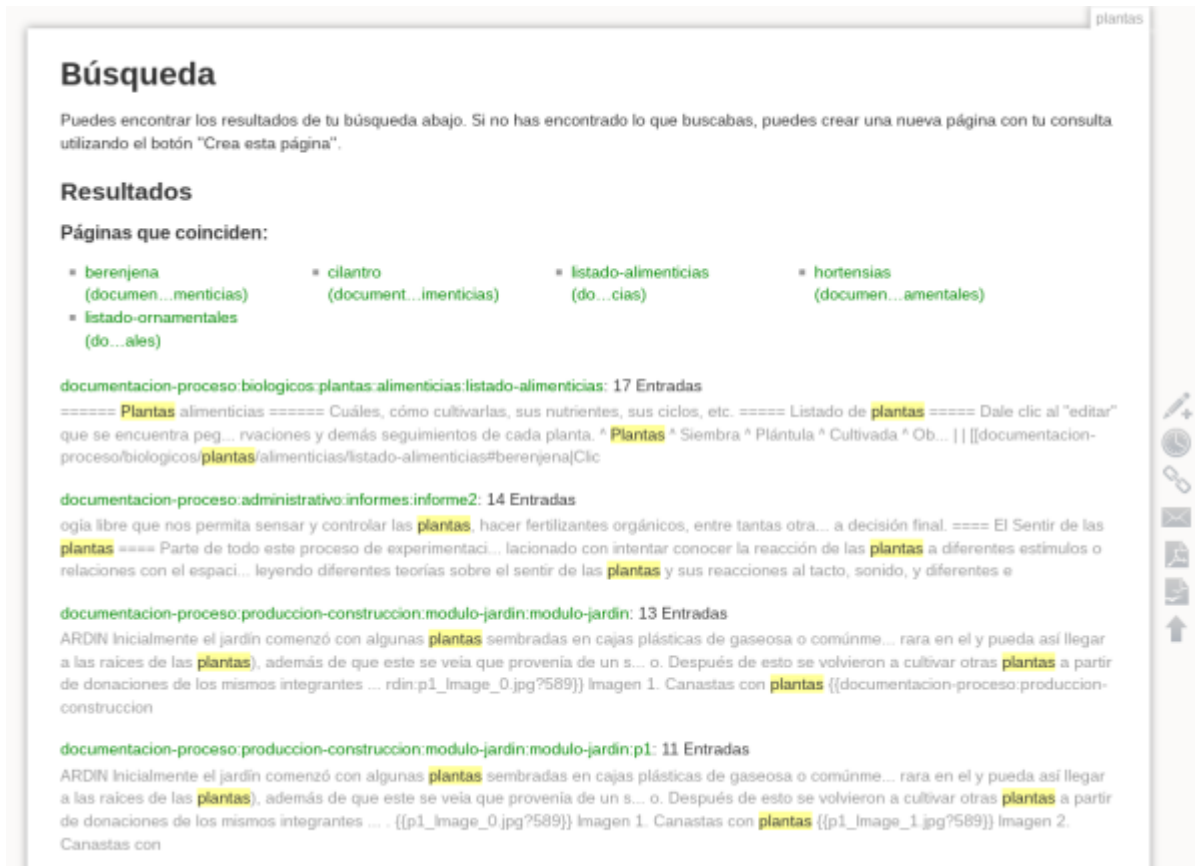 plantas
Búsqueda
Puedes encontrar los resultados de tu búsqueda abajo. Si no has encontrado lo que buscabas, puedes crear una nueva página con tu consulta
utilizando el botón "Crea esta página".
Resultados
Páginas que coinciden:
berenjena
(documen...menticias)
cilantro
(document...imenticias)
listado-alimenticias
(do...cias)
hortensias
(documen...amentales)
listado-ornamentales
(do...ales)
documentacion-proceso:biologicos:plantas:alimenticias:listado-alimenticias: 17 Entradas
====== Plantas alimenticias ====== Cuáles, cómo cultivarlas, sus nutrientes, sus ciclos, etc. ===== Listado de plantas ===== Dale clic al "editar"
que se encuentra peg... rvaciones y demás seguimientos de cada planta. ^ Plantas ^ Siembra ^ Plántula ^ Cultivada ^ Ob... | | [[documentacion-
proceso/biologicos/plantas/alimenticias/listado-alimenticias#berenjena|Clic
documentacion-proceso:administrativo:informes:informe2: 14 Entradas
ogia libre que nos permita sensar y controlar las plantas, hacer fertilizantes orgánicos, entre tantas otra... a decisión final. ==== El Sentir de las
plantas ==== Parte de todo este proceso de experimentaci... lacionado con intentar conocer la reacción de las plantas a diferentes estímulos o
relaciones con el espaci... leyendo diferentes teorías sobre el sentir de las plantas y sus reacciones al tacto, sonido, y diferentes e
documentacion-proceso:produccion-construccion:modulo-jardin:modulo-jardin: 13 Entradas
ARDIN Inicialmente el jardín comenzó con algunas plantas sembradas en cajas plásticas de gaseosa o comúnme... rara en el y pueda así llegar
a las raíces de las plantas), además de que este se veia que provenía de un s... o. Después de esto se volvieron a cultivar otras plantas a partir
de donaciones de los mismos integrantes ... rdin:p1_Image_0.jpg?589}} Imagen 1. Canastas con plantas {{documentacion-proceso:produccion-
construccion
documentacion-proceso:produccion-construccion:modulo-jardin:modulo-jardin:p1: 11 Entradas
ARDIN Inicialmente el jardín comenzó con algunas plantas sembradas en cajas plásticas de gaseosa o comúnme... rara en el y pueda así llegar
a las raíces de las plantas), además de que este se veia que provenía de un s... o. Después de esto se volvieron a cultivar otras plantas a partir
de donaciones de los mismos integrantes ... . {{p1_Image_0.jpg?589}} Imagen 1. Canastas con plantas {{p1_Image_1.jpg?589}} Imagen 2.
Canastas con